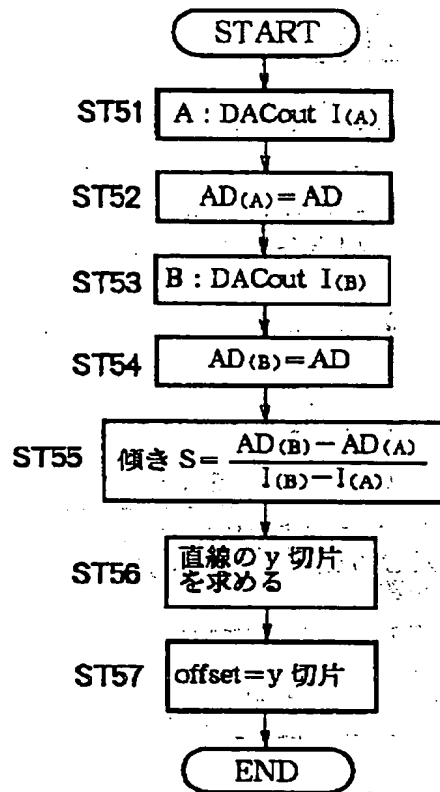 START
ST51 A : DACout I(A)
ST52 AD(A)=AD
ST53 B : DACout I(B)
ST54 AD(B)=AD
ST55 傾き S= AD(B)−AD(A) / I(B)−I(A)
ST56 直線の y 切片
を求める
ST57 offset=y 切片
END